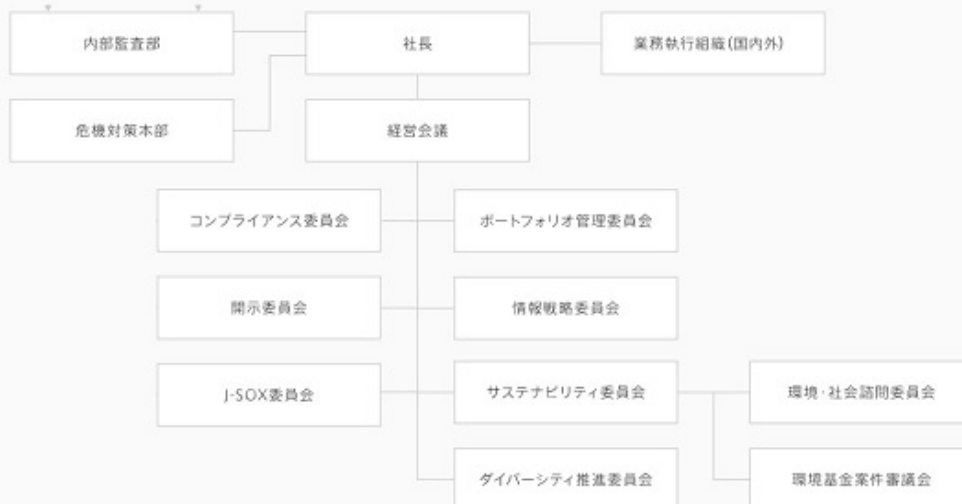 内部監査部
社長
業務執行組織(国内外)
危機対策本部
経営会議
コンプライアンス委員会
ポートフォリオ管理委員会
開示委員会
情報戦略委員会
J-SOX委員会
サステナビリティ委員会
環境・社会諮問委員会
ダイバーシティ推進委員会
環境基金案件審議会